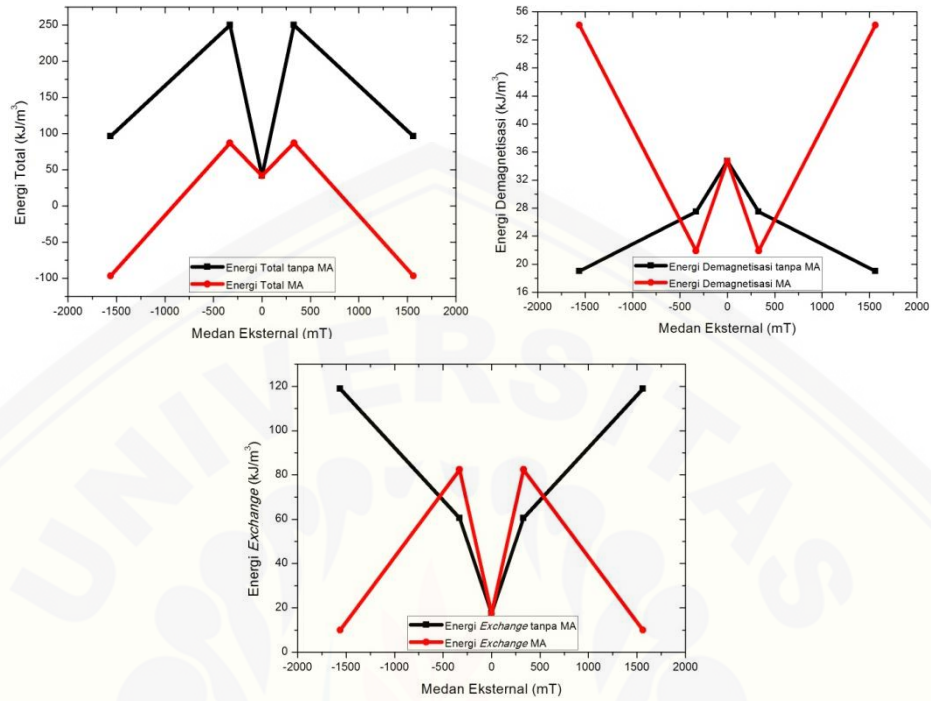 250
200
150
100
50
0
-50
-100
Energi Total (kJ/m³)
Energi Total tanpa MA
Energi Total MA
-2000 -1500 -1000 -500 0 500 1000 1500 2000
Medan Eksternal (mT)
56
52
48
44
40
36
32
28
24
20
16
Energi Demagnetisasi (kJ/m³)
Energi Demagnetisasi tanpa MA
Energi Demagnetisasi MA
-2000 -1500 -1000 -500 0 500 1000 1500 2000
Medan Eksternal (mT)
120
100
80
60
40
20
0
Energi Exchange (kJ/m³)
Energi Exchange tanpa MA
Energi Exchange MA
-2000 -1500 -1000 -500 0 500 1000 1500 2000
Medan Eksternal (mT)
UNIVERSITAS